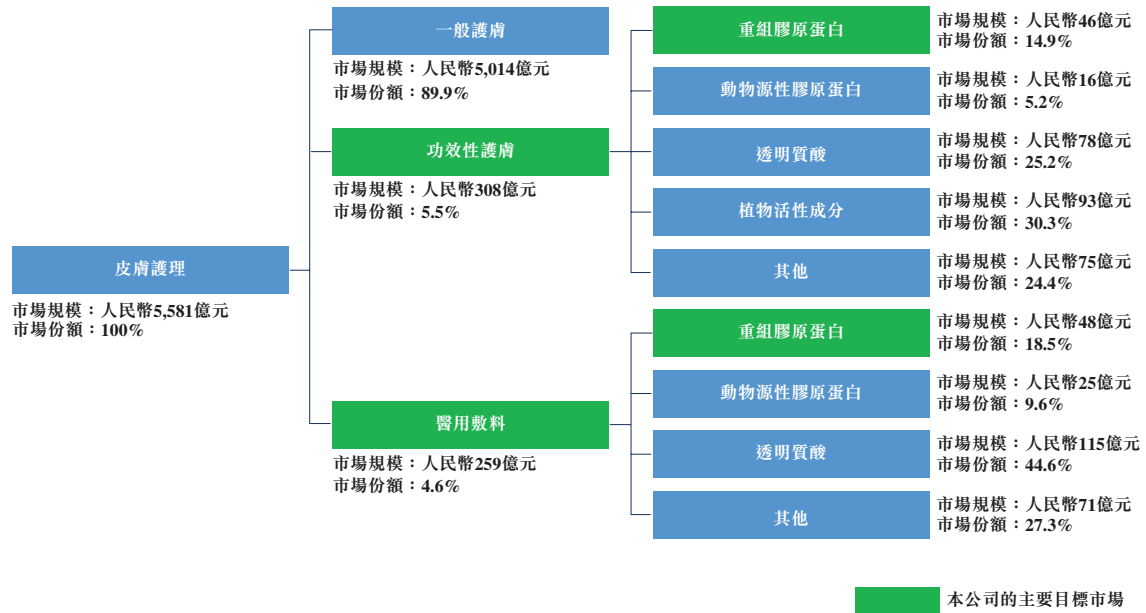 一般護膚
市場規模：人民幣5,014億元
市場份額：89.9%
功效性護膚
市場規模：人民幣308億元
市場份額：5.5%
皮膚護理
市場規模：人民幣5,581億元
市場份額：100%
醫用敷料
市場規模：人民幣259億元
市場份額：4.6%
重組膠原蛋白
市場規模：人民幣46億元
市場份額：14.9%
動物源性膠原蛋白
市場規模：人民幣16億元
市場份額：5.2%
透明質酸
市場規模：人民幣78億元
市場份額：25.2%
植物活性成分
市場規模：人民幣93億元
市場份額：30.3%
其他
市場規模：人民幣75億元
市場份額：24.4%
重組膠原蛋白
市場規模：人民幣48億元
市場份額：18.5%
動物源性膠原蛋白
市場規模：人民幣25億元
市場份額：9.6%
透明質酸
市場規模：人民幣115億元
市場份額：44.6%
其他
市場規模：人民幣71億元
市場份額：27.3%
本公司的主要目標市場